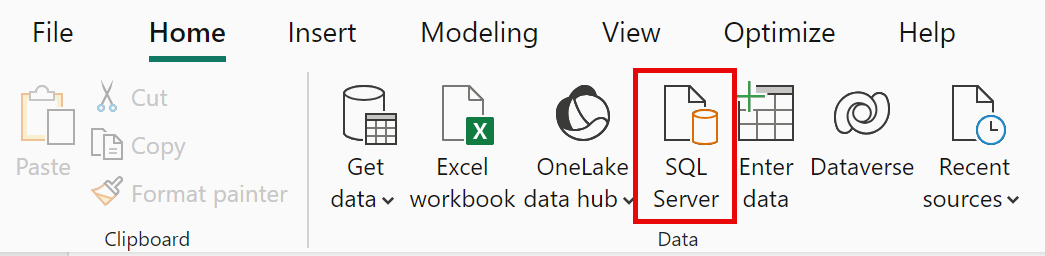 File Home Insert Modeling View Optimize Help
Paste
Cut
Copy
Format painter
Clipboard
Get
data
Excel
workbook
X
OneLake
data hub
SQL
Server
Enter
data
Dataverse
Recent
sources
Data